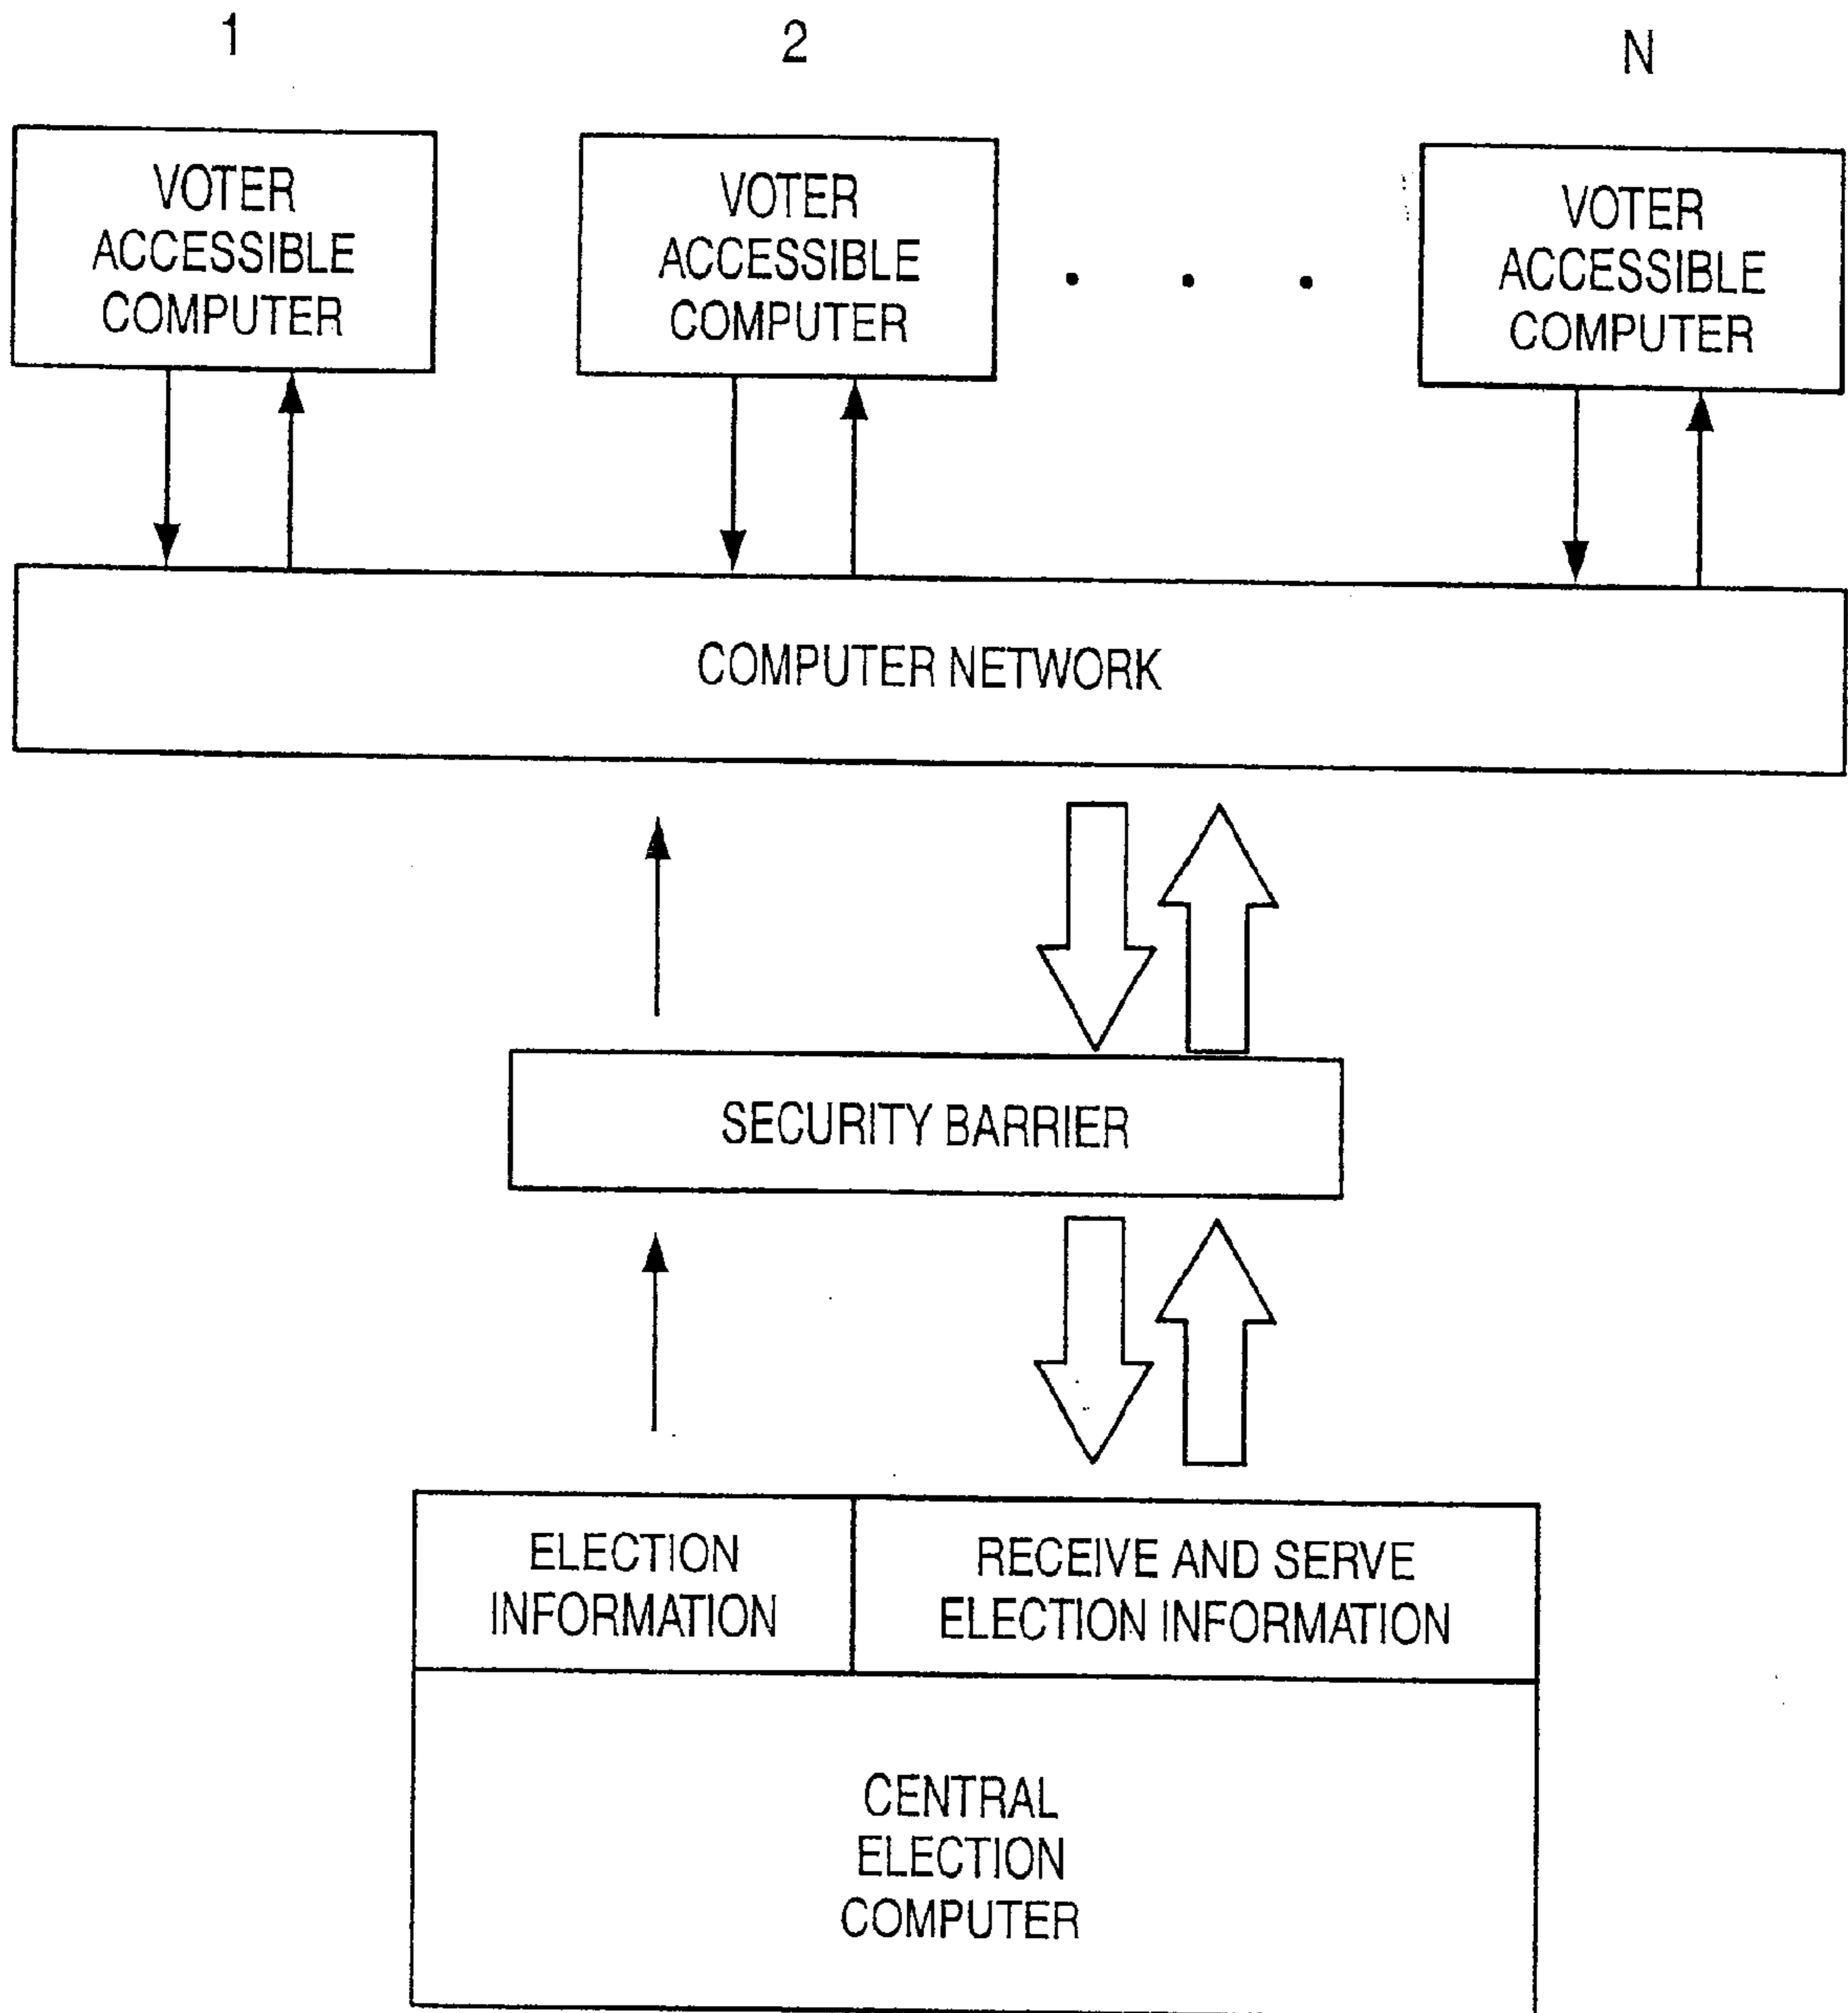 1
2
N
VOTER
ACCESSIBLE
COMPUTER
VOTER
ACCESSIBLE
COMPUTER
. . .
VOTER
ACCESSIBLE
COMPUTER
COMPUTER NETWORK
SECURITY BARRIER
ELECTION
INFORMATION
RECEIVE AND SERVE
ELECTION INFORMATION
CENTRAL
ELECTION
COMPUTER